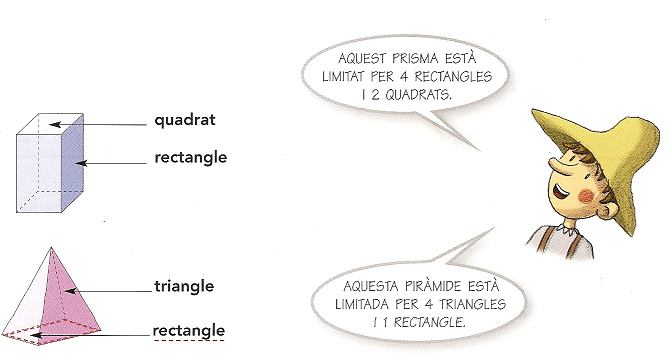 AQUEST PRISMA ESTÀ
LIMITAT PER 4 RECTANGLES
I 2 QUADRATS.
quadrat
rectangle
triangle
rectangle
AQUESTA PIRÀMIDE ESTÀ
LIMITADA PER 4 TRIANGLES
I 1 RECTANGLE.